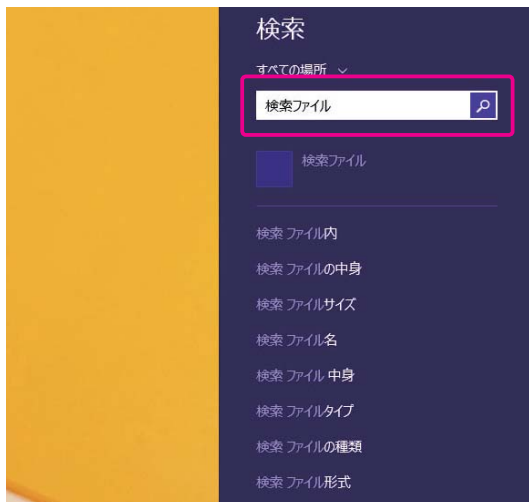 検索
すべての場所
検索ファイル
検索ファイル
検索 ファイル内
検索 ファイルの中身
検索 ファイルサイズ
検索 ファイル名
検索 ファイル 中身
検索 ファイルタイプ
検索 ファイルの種類
検索 ファイル形式